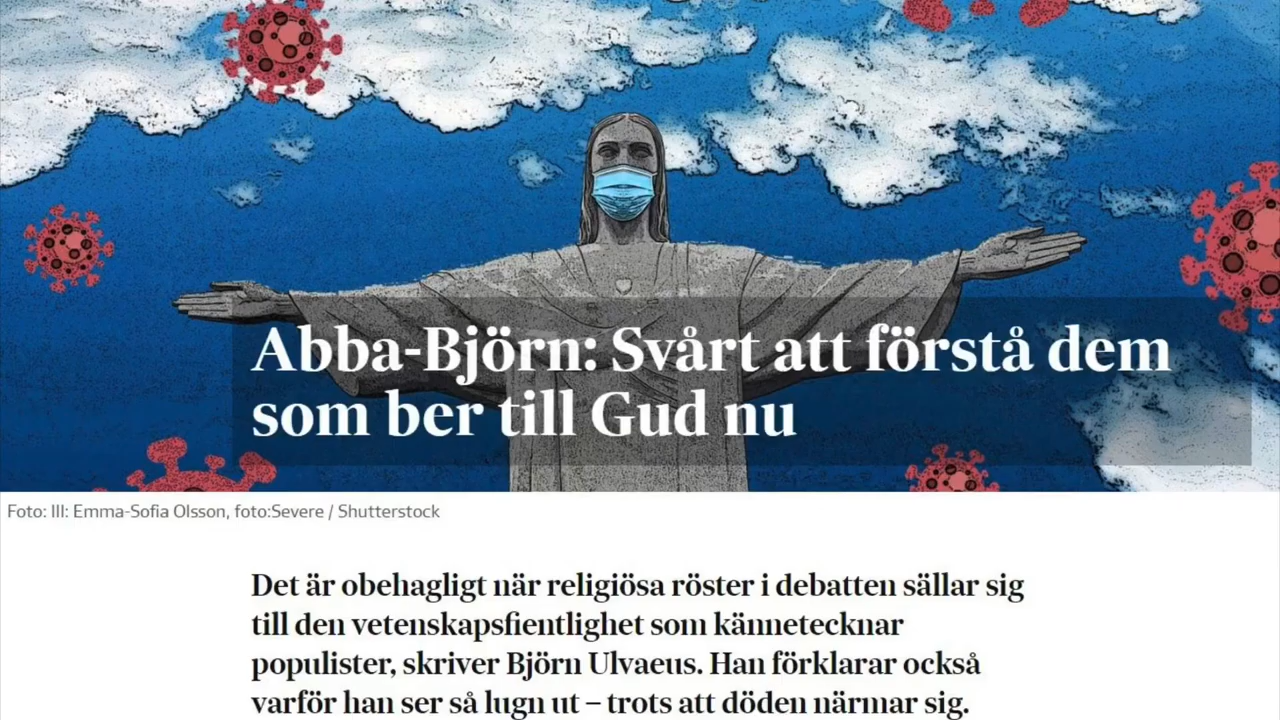 Abba-Björn: Svårt att förstå dem
som ber till Gud nu
Foto: Ill: Emma-Sofia Olsson, foto:Severe / Shutterstock
Det är obehagligt när religiösa röster i debatten sällar sig
till den vetenskapsfientlighet som kännetecknar
populister, skriver Björn Ulvaeus. Han förklarar också
varför han ser så lugn ut – trots att döden närmar sig.